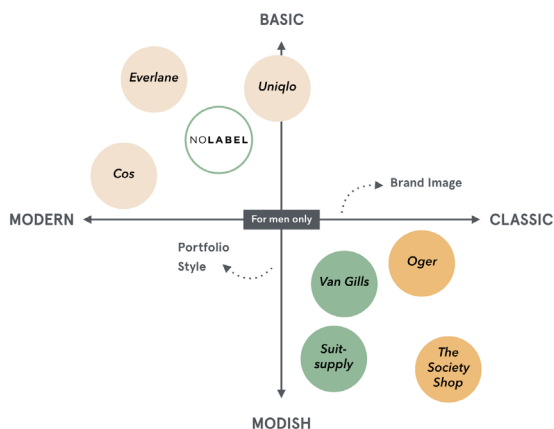 BASIC
Everlane
Uniqlo
NOLABEL
Cos
Brand Image
MODERN
For men only
CLASSIC
Portfolio
Style
Oger
Van Gills
Suit-
supply
The
Society
Shop
MODISH